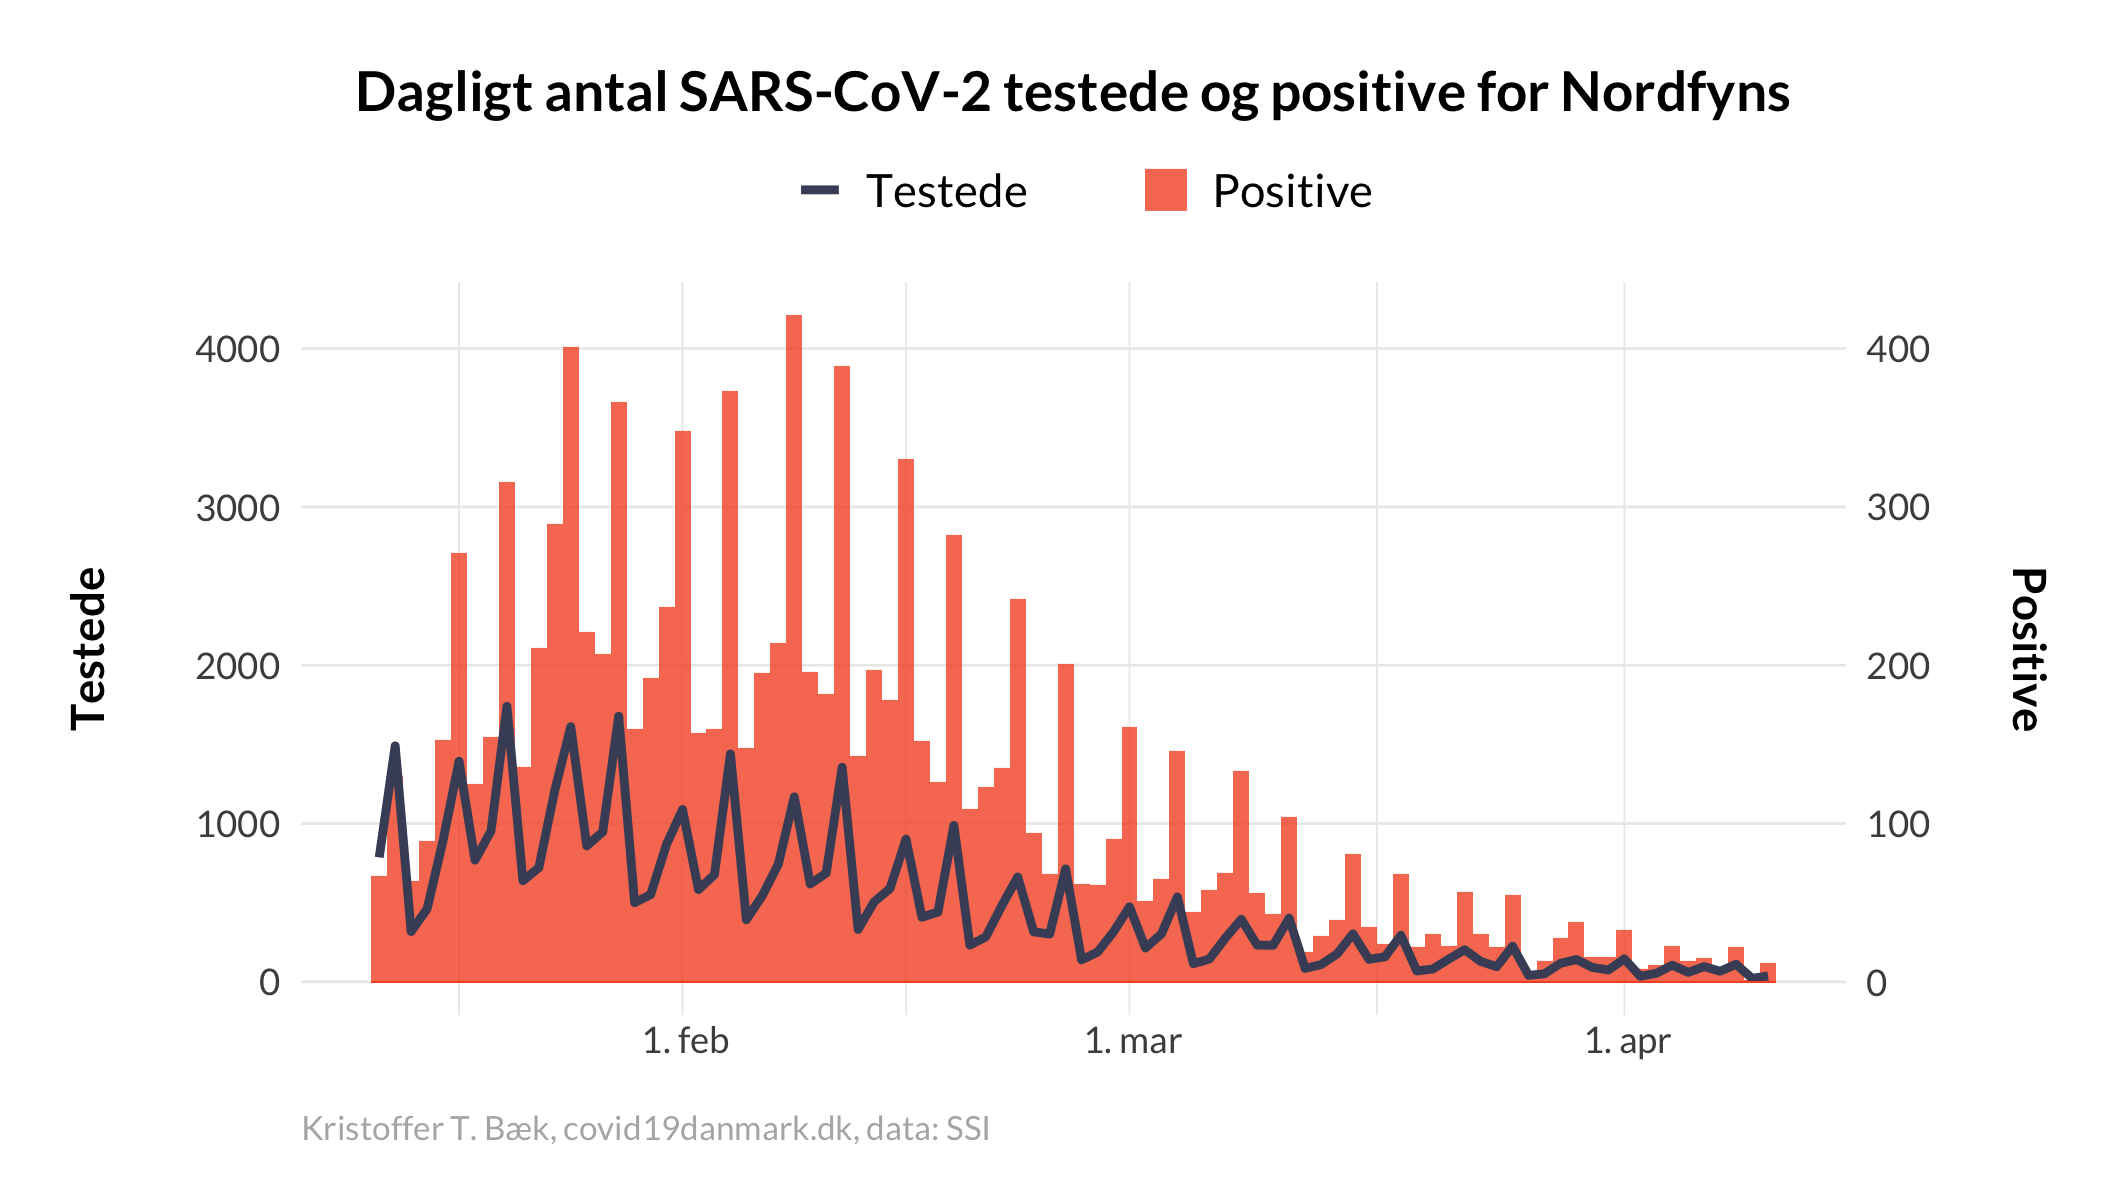 Dagligt antal SARS-CoV-2 testede og positive for Nordfyns
Testede
Positive
4000
3000
2000
1000
0
Testede
400
300
200
100
0
Positive
1. feb
1. mar
1. apr
Kristoffer T. Bæk, covid19danmark.dk, data: SSI